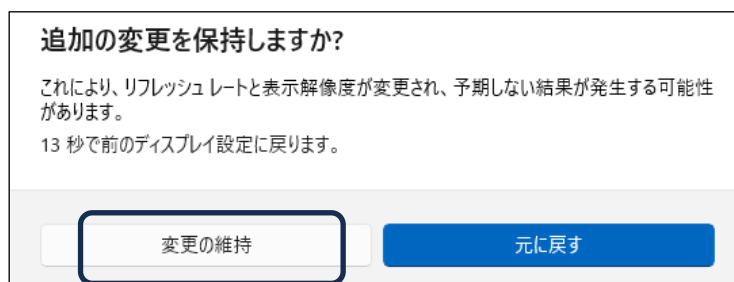 追加の変更を保持しますか?
これにより、リフレッシュ レートと表示解像度が変更され、予期しない結果が発生する可能性
があります。
13 秒で前のディスプレイ設定に戻ります。
変更の維持
元に戻す